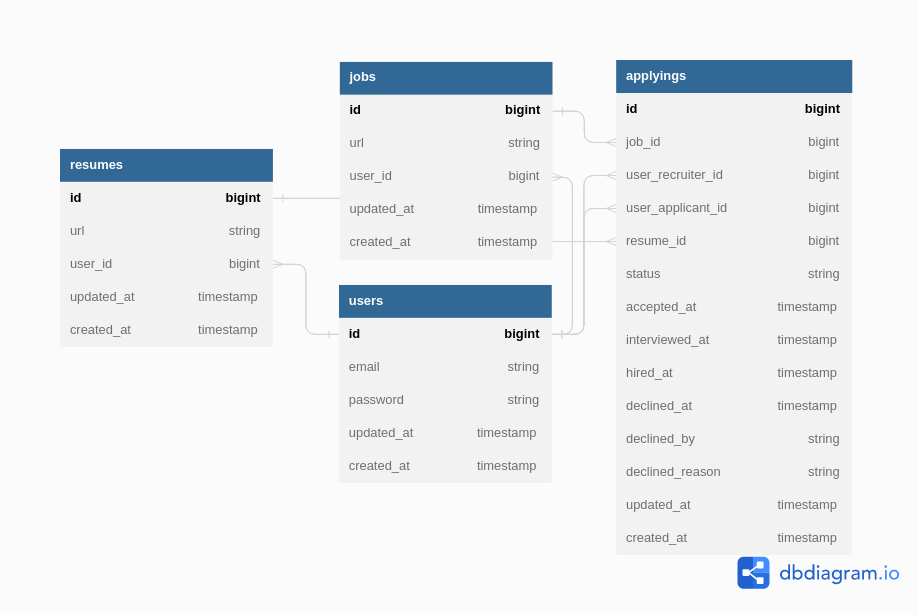 resumes
id bigint
url string
user_id bigint
updated_at timestamp
created_at timestamp
jobs
id bigint
url string
user_id bigint
updated_at timestamp
created_at timestamp
users
id bigint
email string
password string
updated_at timestamp
created_at timestamp
applyings
id bigint
job_id bigint
user_recruiter_id bigint
user_applicant_id bigint
resume_id bigint
status string
accepted_at timestamp
interviewed_at timestamp
hired_at timestamp
declined_at timestamp
declined_by string
declined_reason string
updated_at timestamp
created_at timestamp
dbdiagram.io